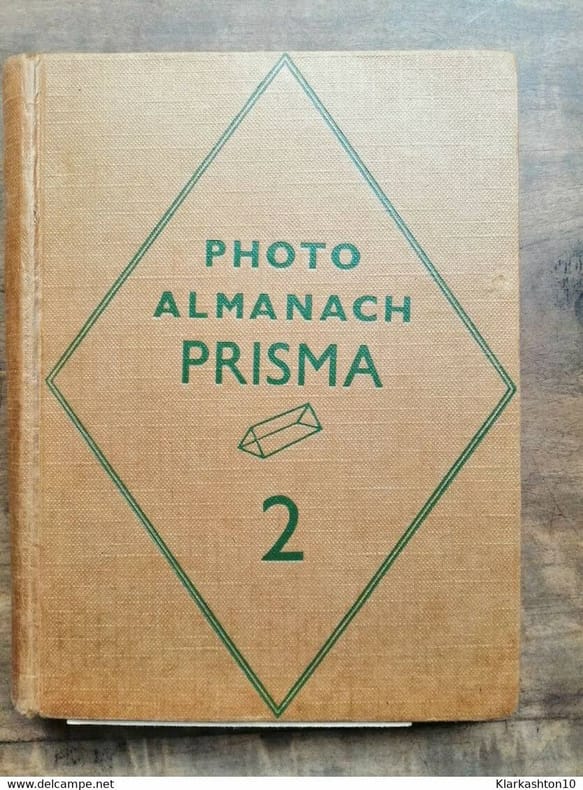 PHOTO
ALMANACH
PRISMA
2
www.delcampe.net
Klarkashton10